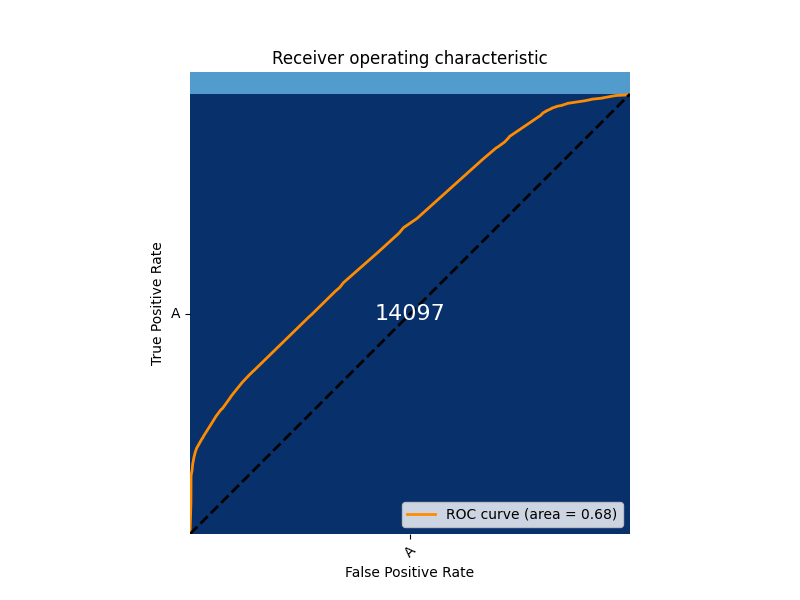 Receiver operating characteristic
True Positive Rate
A
14097
ROC curve (area = 0.68)
A
False Positive Rate